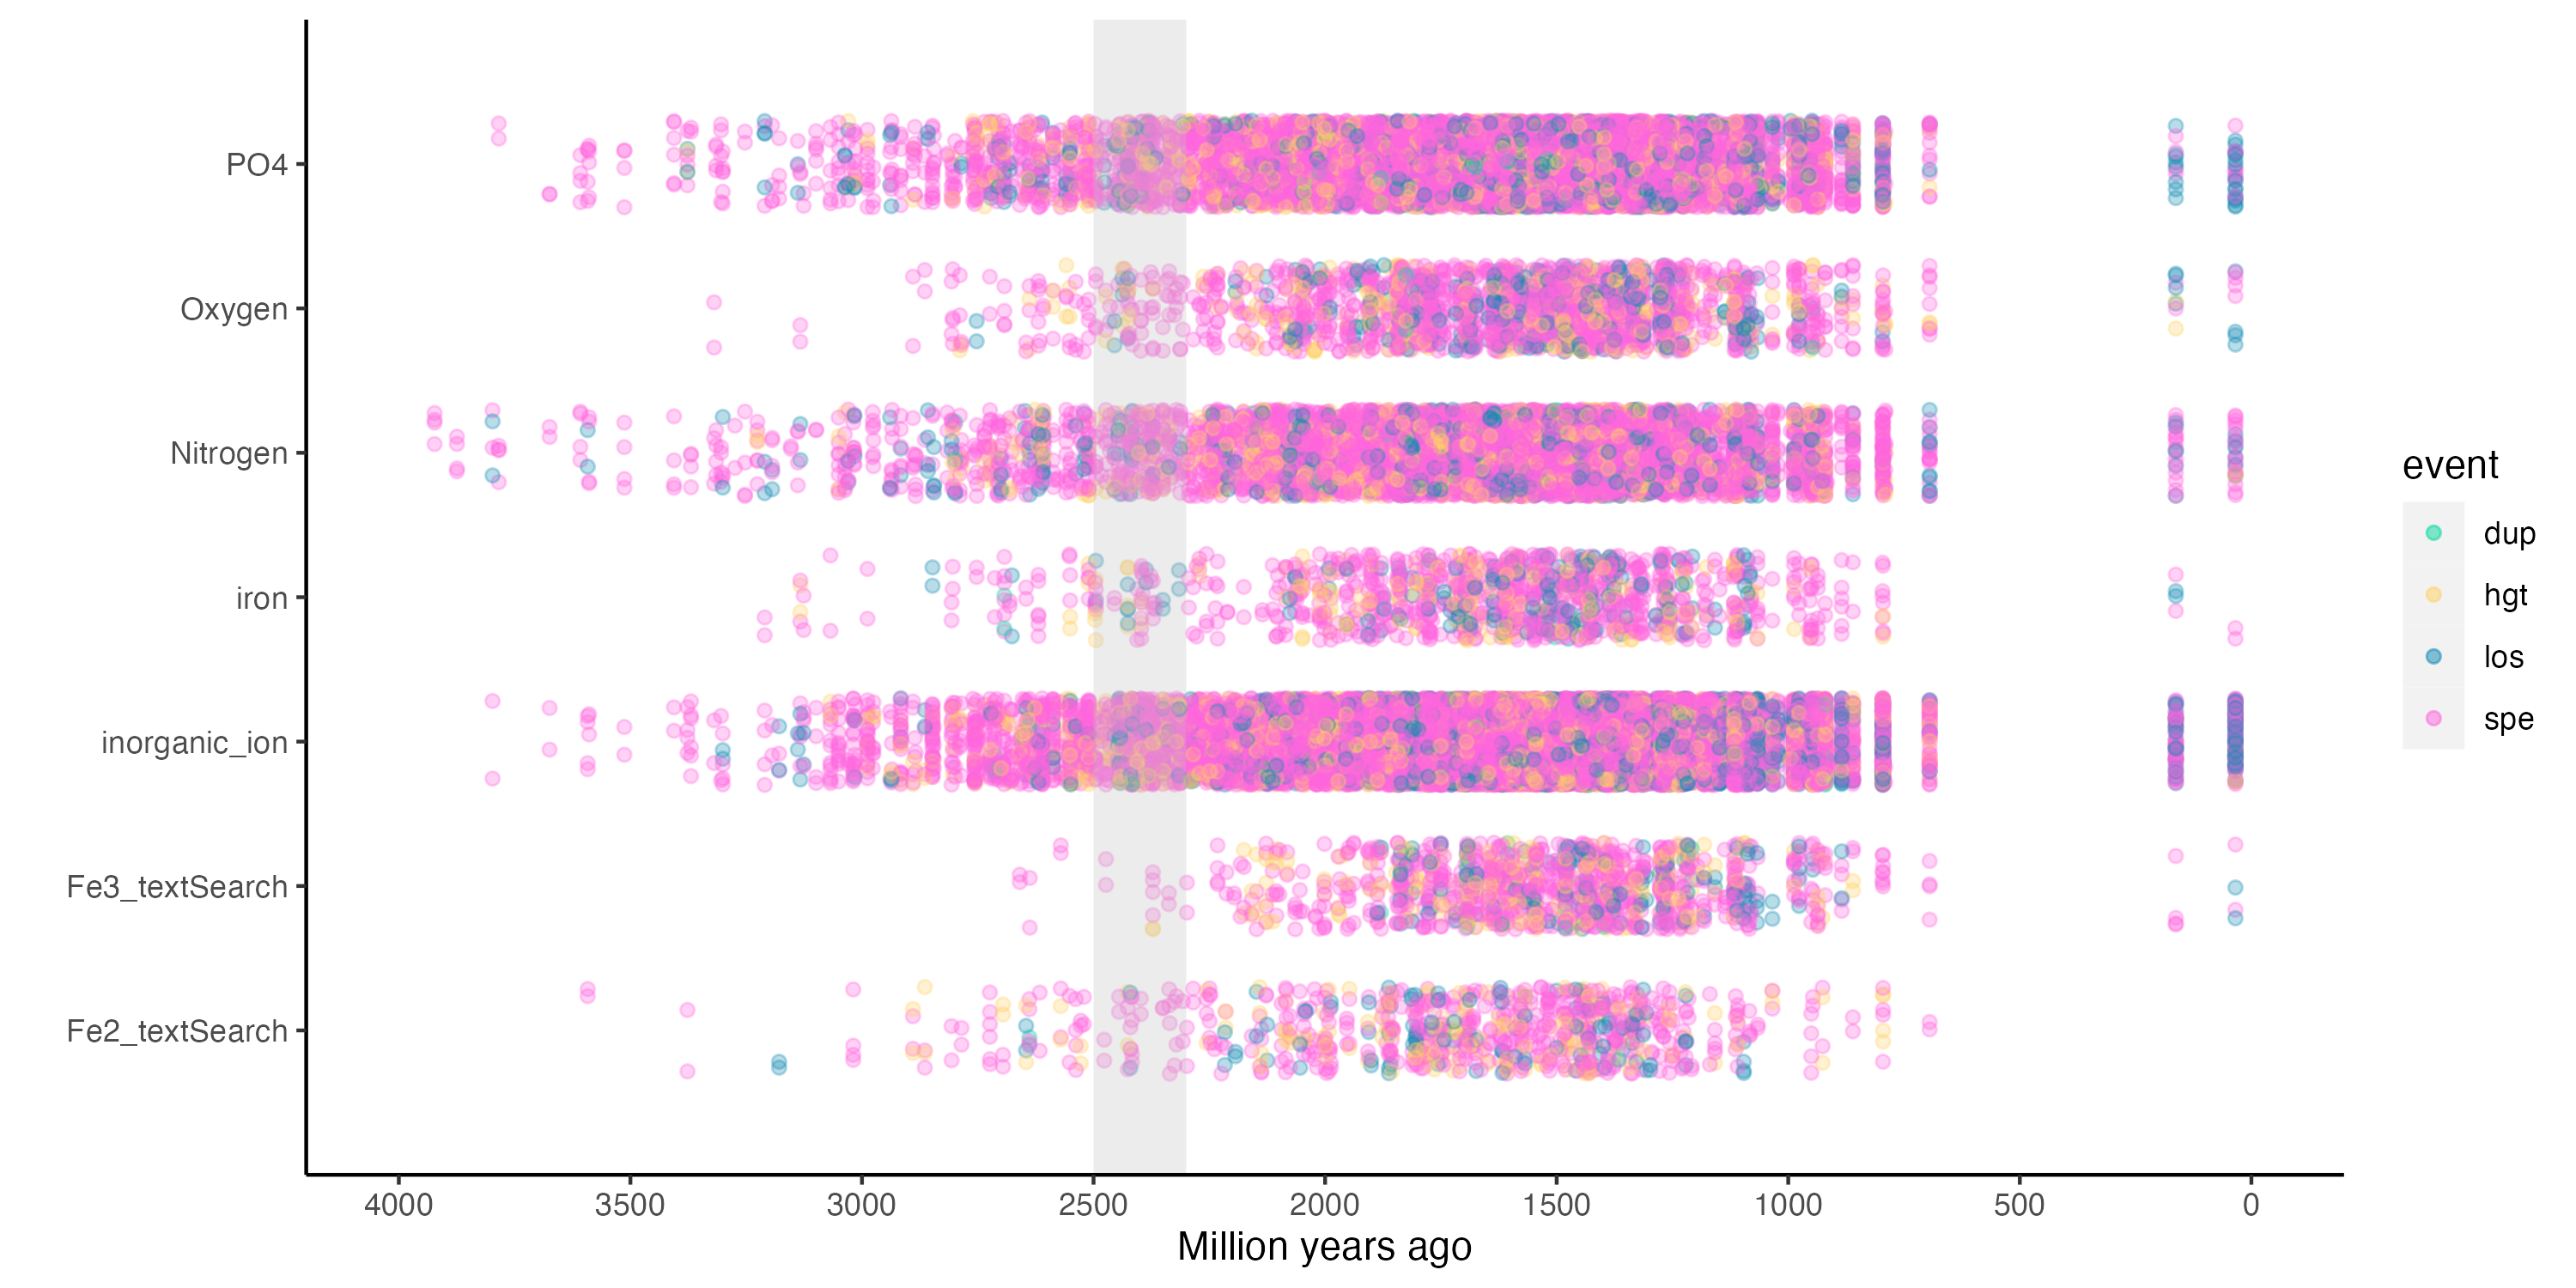 PO4
Oxygen
Nitrogen
iron
inorganic_ion
Fe3_textSearch
Fe2_textSearch
4000 3500 3000 2500 2000 1500 1000 500 0
Million years ago
event
dup
hgt
los
spe